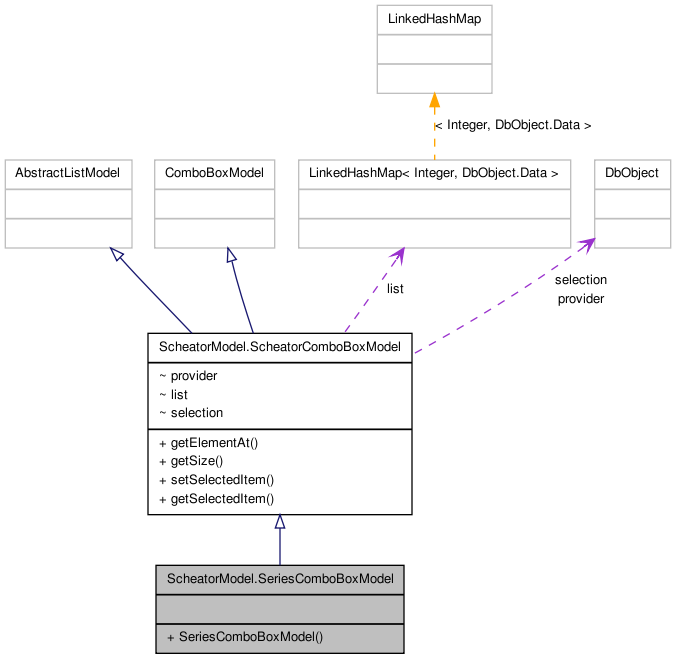 LinkedHashMap
< Integer, DbObject.Data >
AbstractListModel
ComboBoxModel
LinkedHashMap< Integer, DbObject.Data >
DbObject
list
selection
provider
ScheatorModel.ScheatorComboBoxModel
~ provider
~ list
~ selection
+ getElementAt()
+ getSize()
+ setSelectedItem()
+ getSelectedItem()
ScheatorModel.SeriesComboBoxModel
+ SeriesComboBoxModel()